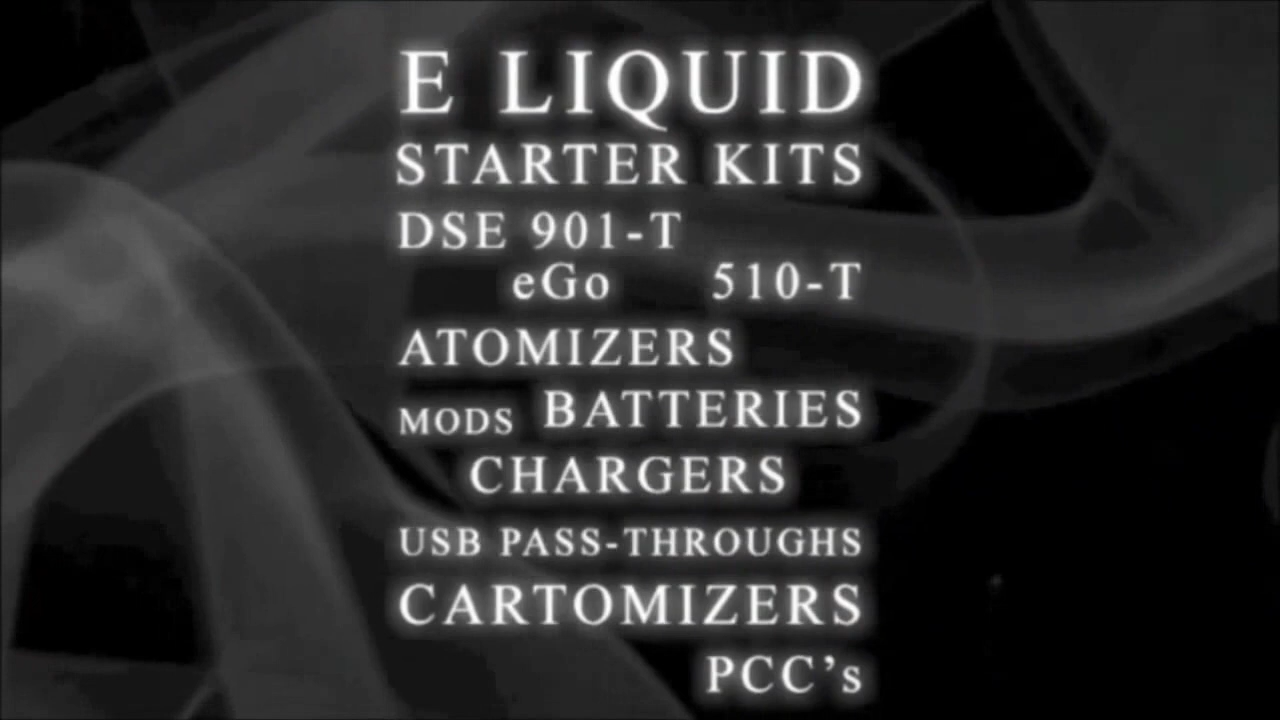 E LIQUID
STARTER KITS
DSE 901-T
eGo 510-T
ATOMIZERS
MODS BATTERIES
CHARGERS
USB PASS-THROUGHS
CARTOMIZERS
PCC's